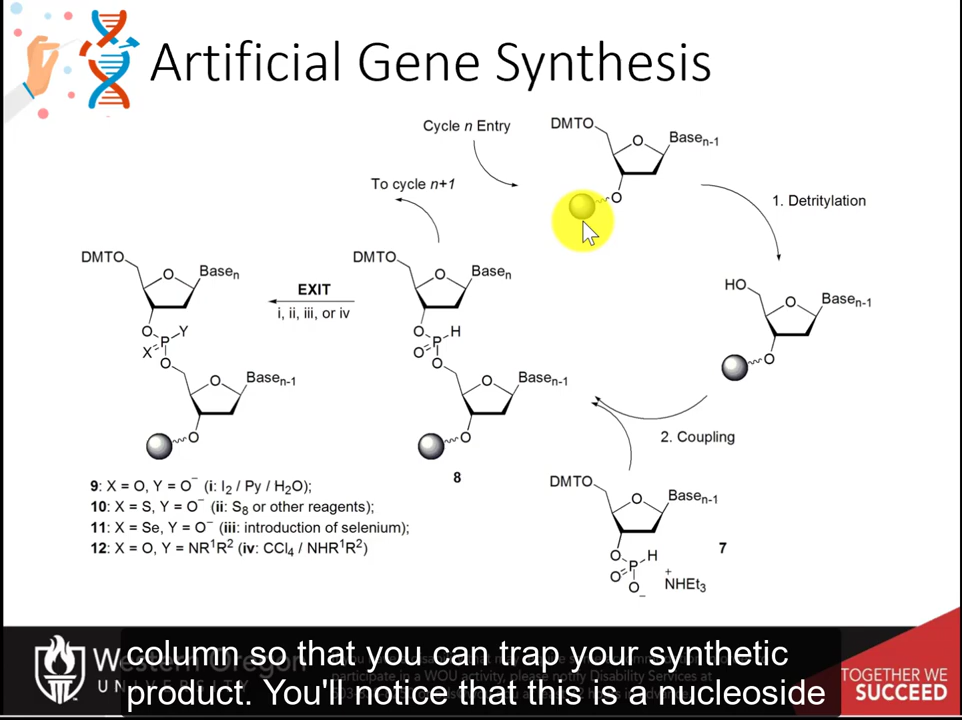 Artificial Gene Synthesis
Cycle n Entry
DMTO
O
Base n-1
To cycle n+1
O
1. Detritylation
DMTO
O
Base n
EXIT
i, ii, iii, or iv
DMTO
O
Base n
HO
O
Base n-1
O
O
P
Y
X
O
O
P
H
O
O
O
Base n-1
O
O
Base n-1
O
2. Coupling
DMTO
O
Base n-1
8
7
O
P
H
O
O
−
+
NHEt3
9: X = O, Y = O− (i: I2 / Py / H2O);
10: X = S, Y = O− (ii: S8 or other reagents);
11: X = Se, Y = O− (iii: introduction of selenium);
12: X = O, Y = NR1R2 (iv: CCl4 / NHR1R2)
column so that you can trap your synthetic
product. You'll notice that this is a nucleoside
TOGETHER WE
SUCCEED